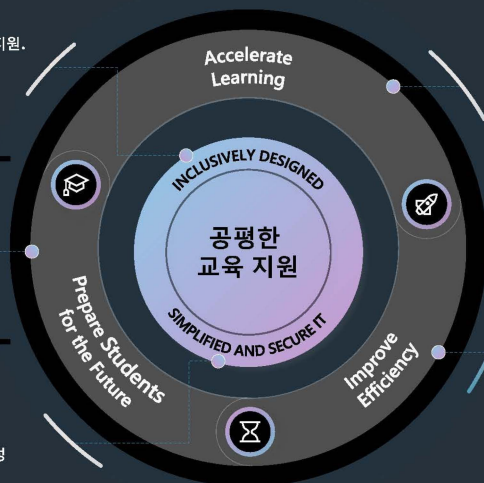 지원.
Accelerate
Learning
INCLUSIVELY DESIGNED
공평한
교육 지원
SIMPLIFIED AND SECURE IT
Prepare Students
for the Future
Improve
Efficiency